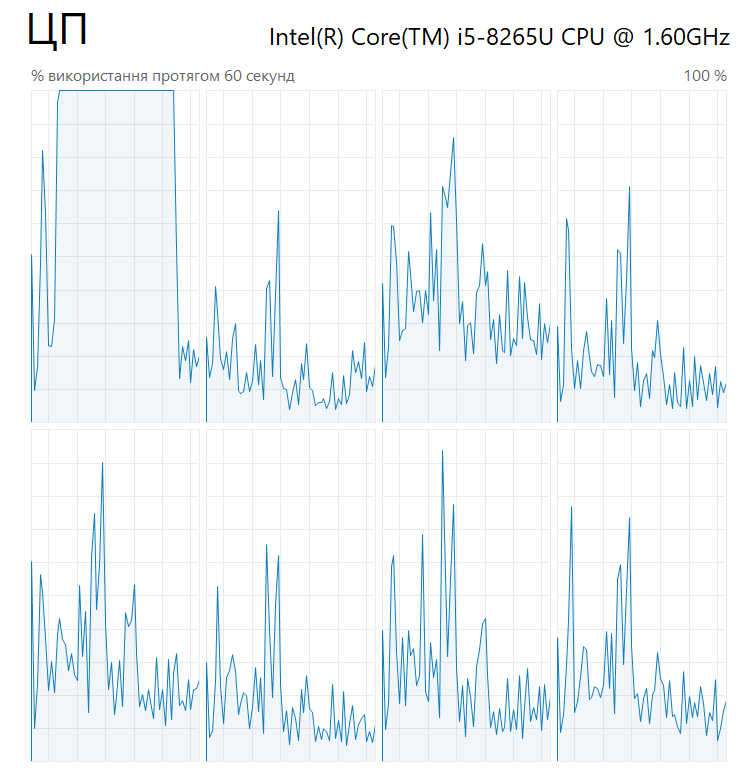 ЦП
Intel(R) Core(TM) i5-8265U CPU @ 1.60GHz
% використання протягом 60 секунд
100 %